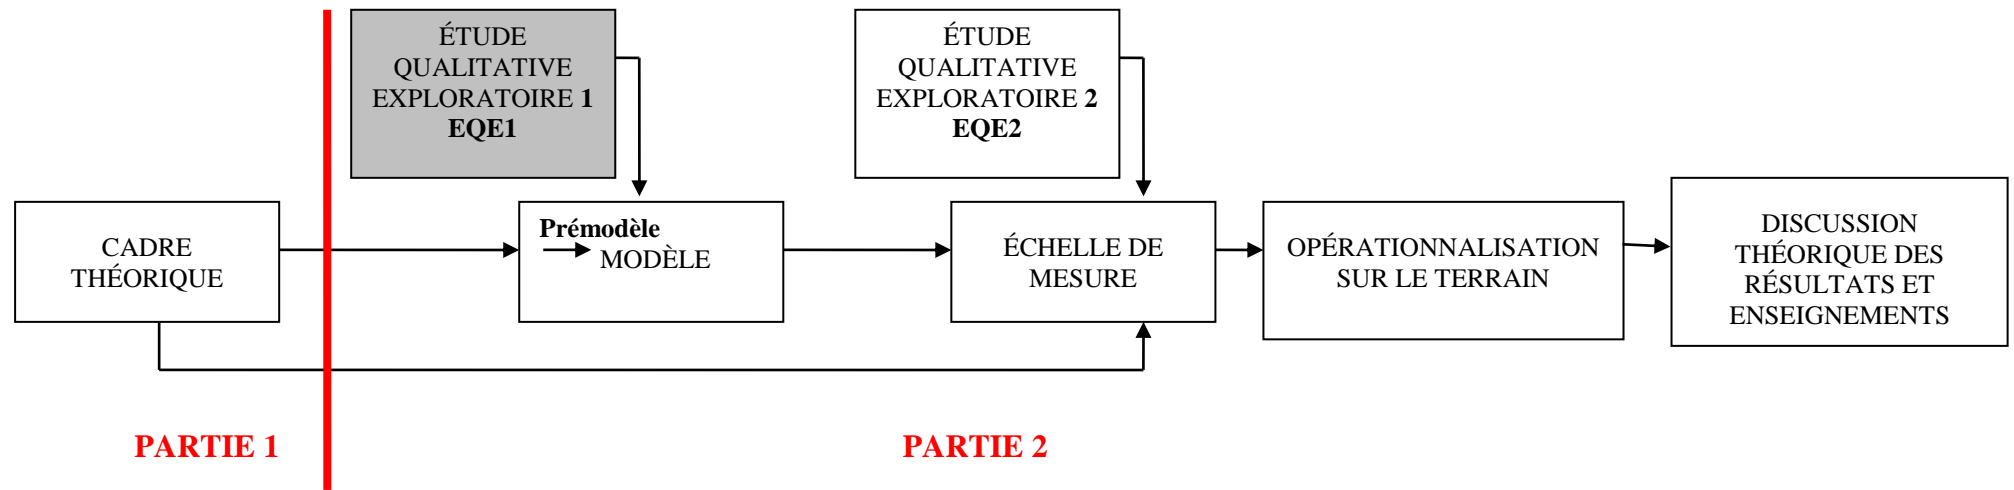 ÉTUDE
QUALITATIVE
EXPLORATOIRE 1
EQE1
ÉTUDE
QUALITATIVE
EXPLORATOIRE 2
EQE2
CADRE
THÉORIQUE
Prémodèle
MODÈLE
ÉCHELLE DE
MESURE
OPÉRATIONNALISATION
SUR LE TERRAIN
DISCUSSION
THÉORIQUE DES
RÉSULTATS ET
ENSEIGNEMENTS
PARTIE 1
PARTIE 2